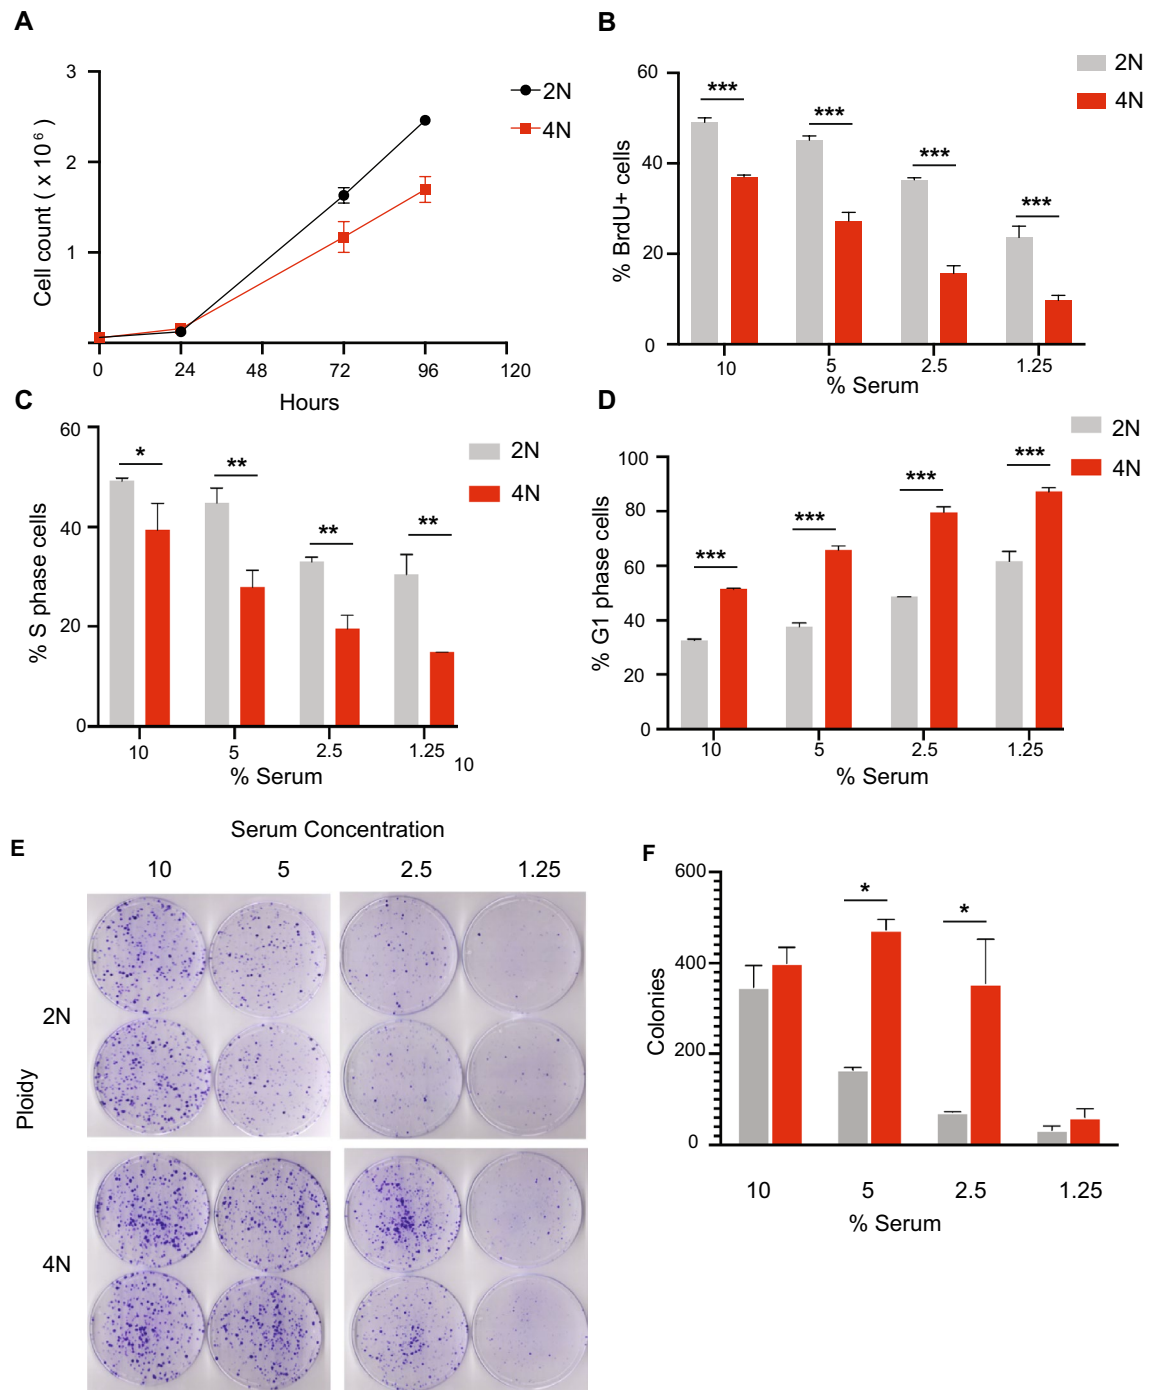 A
3
2
1
Cell count ( x 10⁶ )
0 24 48 72 96 120
Hours
2N
4N
B
60
40
20
0
% BrdU+ cells
***
***
***
***
10 5 2.5 1.25
% Serum
2N
4N
C
60
40
20
0
% S phase cells
*
**
**
**
10 5 2.5 1.25
10
% Serum
2N
4N
D
100
80
60
40
20
0
% G1 phase cells
***
***
***
***
10 5 2.5 1.25
% Serum
2N
4N
E
Serum Concentration
10 5 2.5 1.25
Ploidy
2N
4N
F
600
400
200
0
Colonies
*
*
10 5 2.5 1.25
% Serum